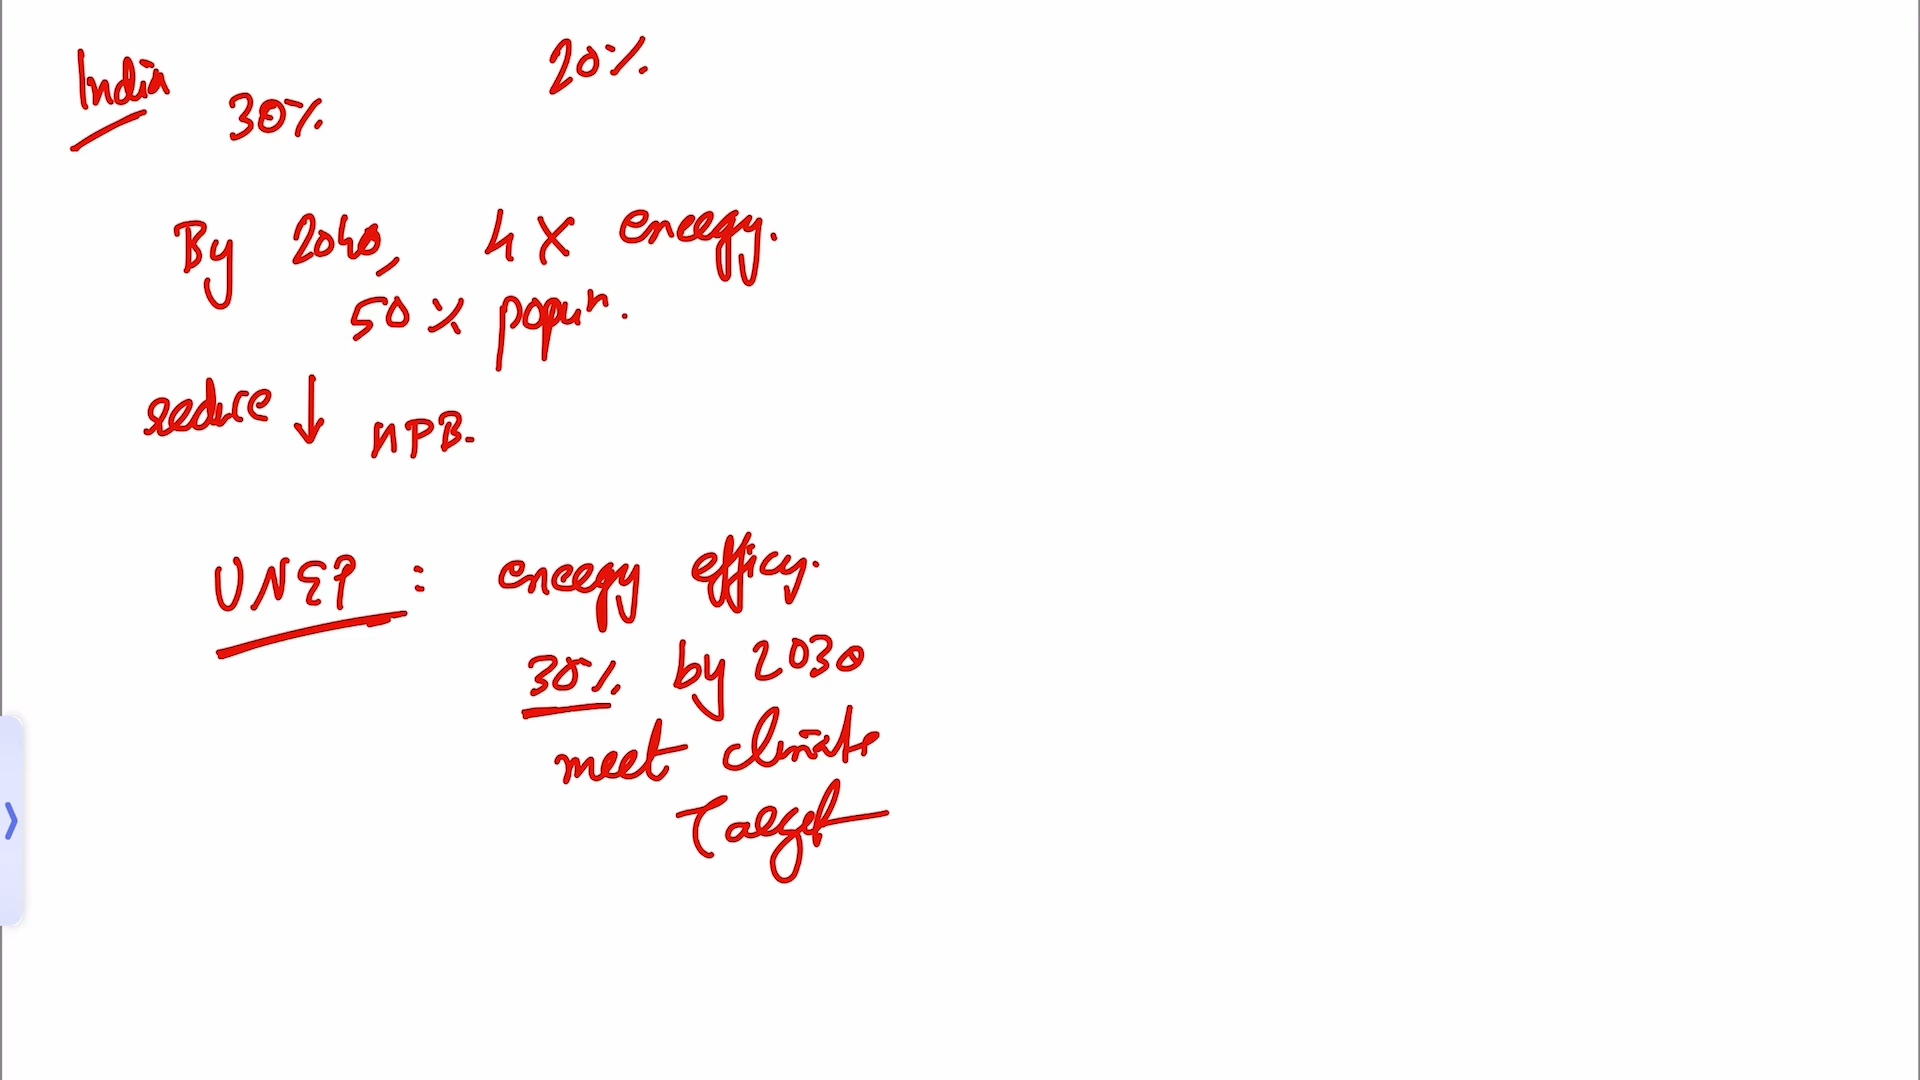 India 30% 20%
By 2040, 4X energy.
50% popuⁿ.
reduce ↓ NPB.
UNEP : energy efficy.
30% by 2030
meet climate
Target